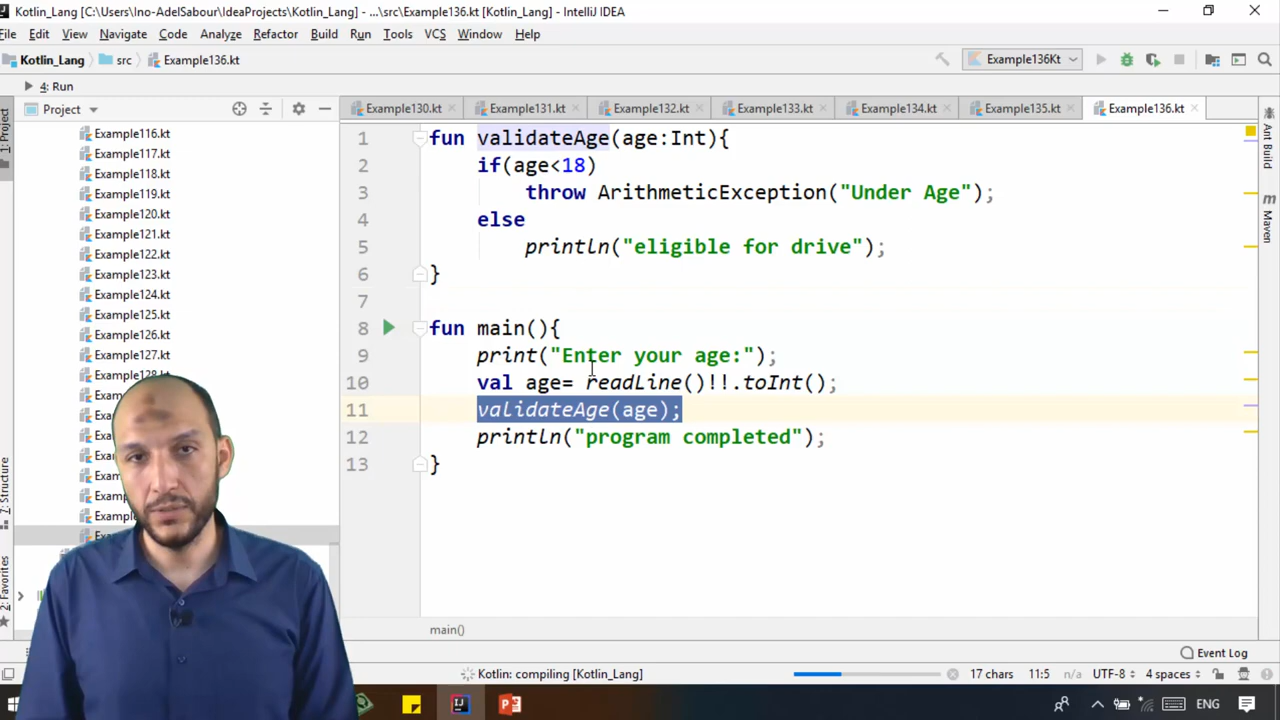 Kotlin_Lang [C:\Users\Ino-AdelSabour\IdeaProjects\Kotlin_Lang] - ...\src\Example136.kt [Kotlin_Lang] - IntelliJ IDEA
File Edit View Navigate Code Analyze Refactor Build Run Tools VCS Window Help
Kotlin_Lang src Example136.kt Example136Kt
4: Run
Project Example130.kt Example131.kt Example132.kt Example133.kt Example134.kt Example135.kt Example136.kt
1: Project
Example116.kt
Example117.kt
Example118.kt
Example119.kt
Example120.kt
Example121.kt
Example122.kt
Example123.kt
Example124.kt
Example125.kt
Example126.kt
Example127.kt
Example128.kt
1 fun validateAge(age:Int){
2 if(age<18)
3 throw ArithmeticException("Under Age");
4 else
5 println("eligible for drive");
6 }
7
8 fun main(){
9 print("Enter your age:");
10 val age= readLine()!!.toInt();
11 validateAge(age);
12 println("program completed");
13 }
Ant Build
Maven
7: Structure
2: Favorites
main()
Event Log
Kotlin: compiling [Kotlin_Lang] 17 chars 11:5 n/a UTF-8 4 spaces
ENG